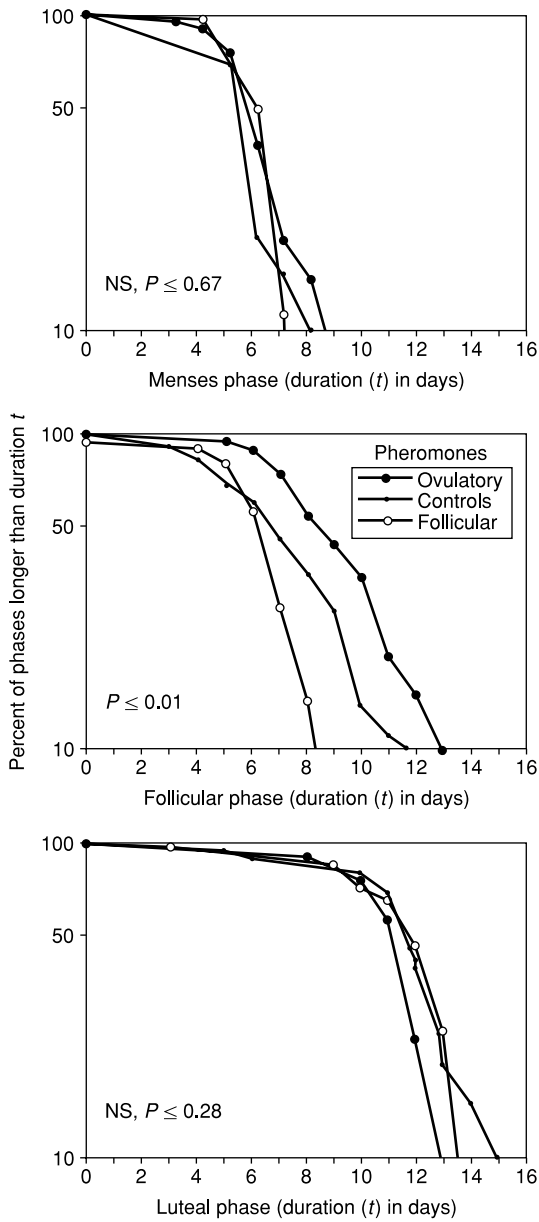 100
50
10
NS, P ≤ 0.67
0 2 4 6 8 10 12 14 16
Menses phase (duration (t) in days)
Percent of phases longer than duration t
100
50
10
Pheromones
Ovulatory
Controls
Follicular
P ≤ 0.01
0 2 4 6 8 10 12 14 16
Follicular phase (duration (t) in days)
100
50
10
NS, P ≤ 0.28
0 2 4 6 8 10 12 14 16
Luteal phase (duration (t) in days)